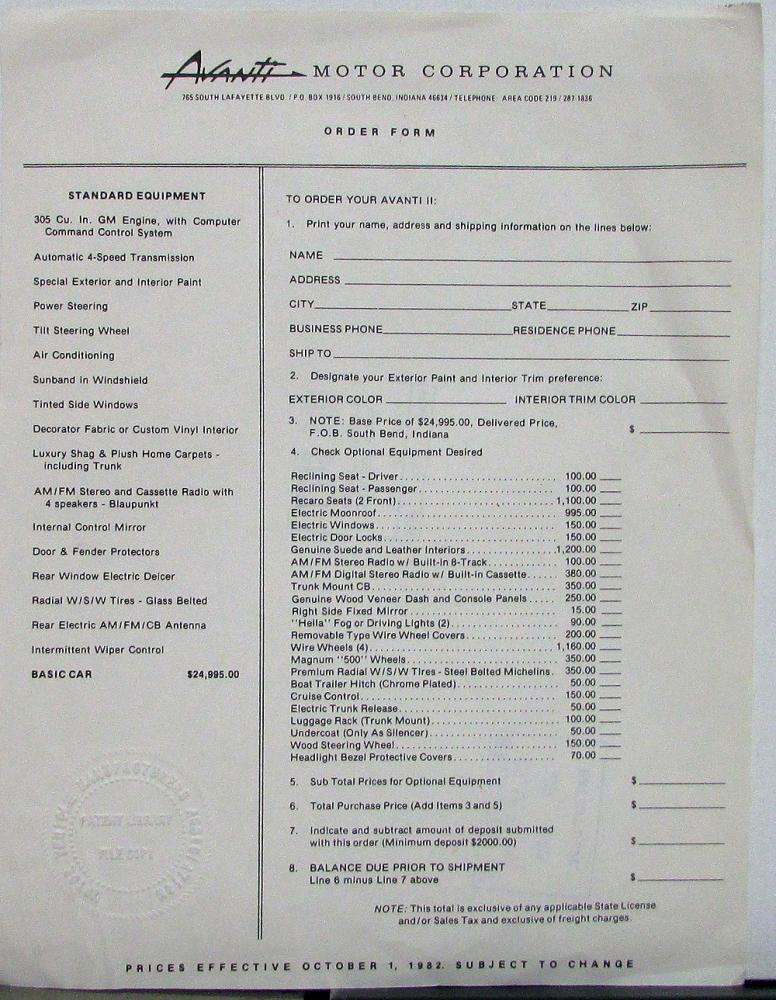 Avanti MOTOR CORPORATION
765 SOUTH LAFAYETTE BLVD. / P.O. BOX 1916 / SOUTH BEND, INDIANA 46634 / TELEPHONE: AREA CODE 219 / 287-1836
ORDER FORM
STANDARD EQUIPMENT
305 Cu. In. GM Engine, with Computer
Command Control System
Automatic 4-Speed Transmission
Special Exterior and Interior Paint
Power Steering
Tilt Steering Wheel
Air Conditioning
Sunband in Windshield
Tinted Side Windows
Decorator Fabric or Custom Vinyl Interior
Luxury Shag & Plush Home Carpets -
including Trunk
AM/FM Stereo and Cassette Radio with
4 speakers - Blaupunkt
Internal Control Mirror
Door & Fender Protectors
Rear Window Electric Deicer
Radial W/S/W Tires - Glass Belted
Rear Electric AM/FM/CB Antenna
Intermittent Wiper Control
BASIC CAR $24,995.00
PATENT LIBRARY
FILE COPY
TO ORDER YOUR AVANTI II:
1. Print your name, address and shipping information on the lines below:
NAME
ADDRESS
CITY STATE ZIP
BUSINESS PHONE RESIDENCE PHONE
SHIP TO
2. Designate your Exterior Paint and Interior Trim preference:
EXTERIOR COLOR INTERIOR TRIM COLOR
3. NOTE: Base Price of $24,995.00, Delivered Price, $
F.O.B. South Bend, Indiana
4. Check Optional Equipment Desired
Reclining Seat - Driver 100.00
Reclining Seat - Passenger 100.00
Recaro Seats (2 Front) 1,100.00
Electric Moonroof 995.00
Electric Windows 150.00
Electric Door Locks 150.00
Genuine Suede and Leather Interiors 1,200.00
AM/FM Stereo Radio w/ Built-in 8-Track 100.00
AM/FM Digital Stereo Radio w/ Built-in Cassette 380.00
Trunk Mount CB 350.00
Genuine Wood Veneer Dash and Console Panels 250.00
Right Side Fixed Mirror 15.00
"Hella" Fog or Driving Lights (2) 90.00
Removable Type Wire Wheel Covers 200.00
Wire Wheels (4) 1,160.00
Magnum "500" Wheels 350.00
Premium Radial W/S/W Tires - Steel Belted Michelins 350.00
Boat Trailer Hitch (Chrome Plated) 50.00
Cruise Control 150.00
Electric Trunk Release 50.00
Luggage Rack (Trunk Mount) 100.00
Undercoat (Only As Silencer) 50.00
Wood Steering Wheel 150.00
Headlight Bezel Protective Covers 70.00
5. Sub Total Prices for Optional Equipment $
6. Total Purchase Price (Add Items 3 and 5) $
7. Indicate and subtract amount of deposit submitted
with this order (Minimum deposit $2000.00) $
8. BALANCE DUE PRIOR TO SHIPMENT
Line 6 minus Line 7 above $
NOTE: This total is exclusive of any applicable State License
and/or Sales Tax and exclusive of freight charges.
PRICES EFFECTIVE OCTOBER 1, 1982. SUBJECT TO CHANGE